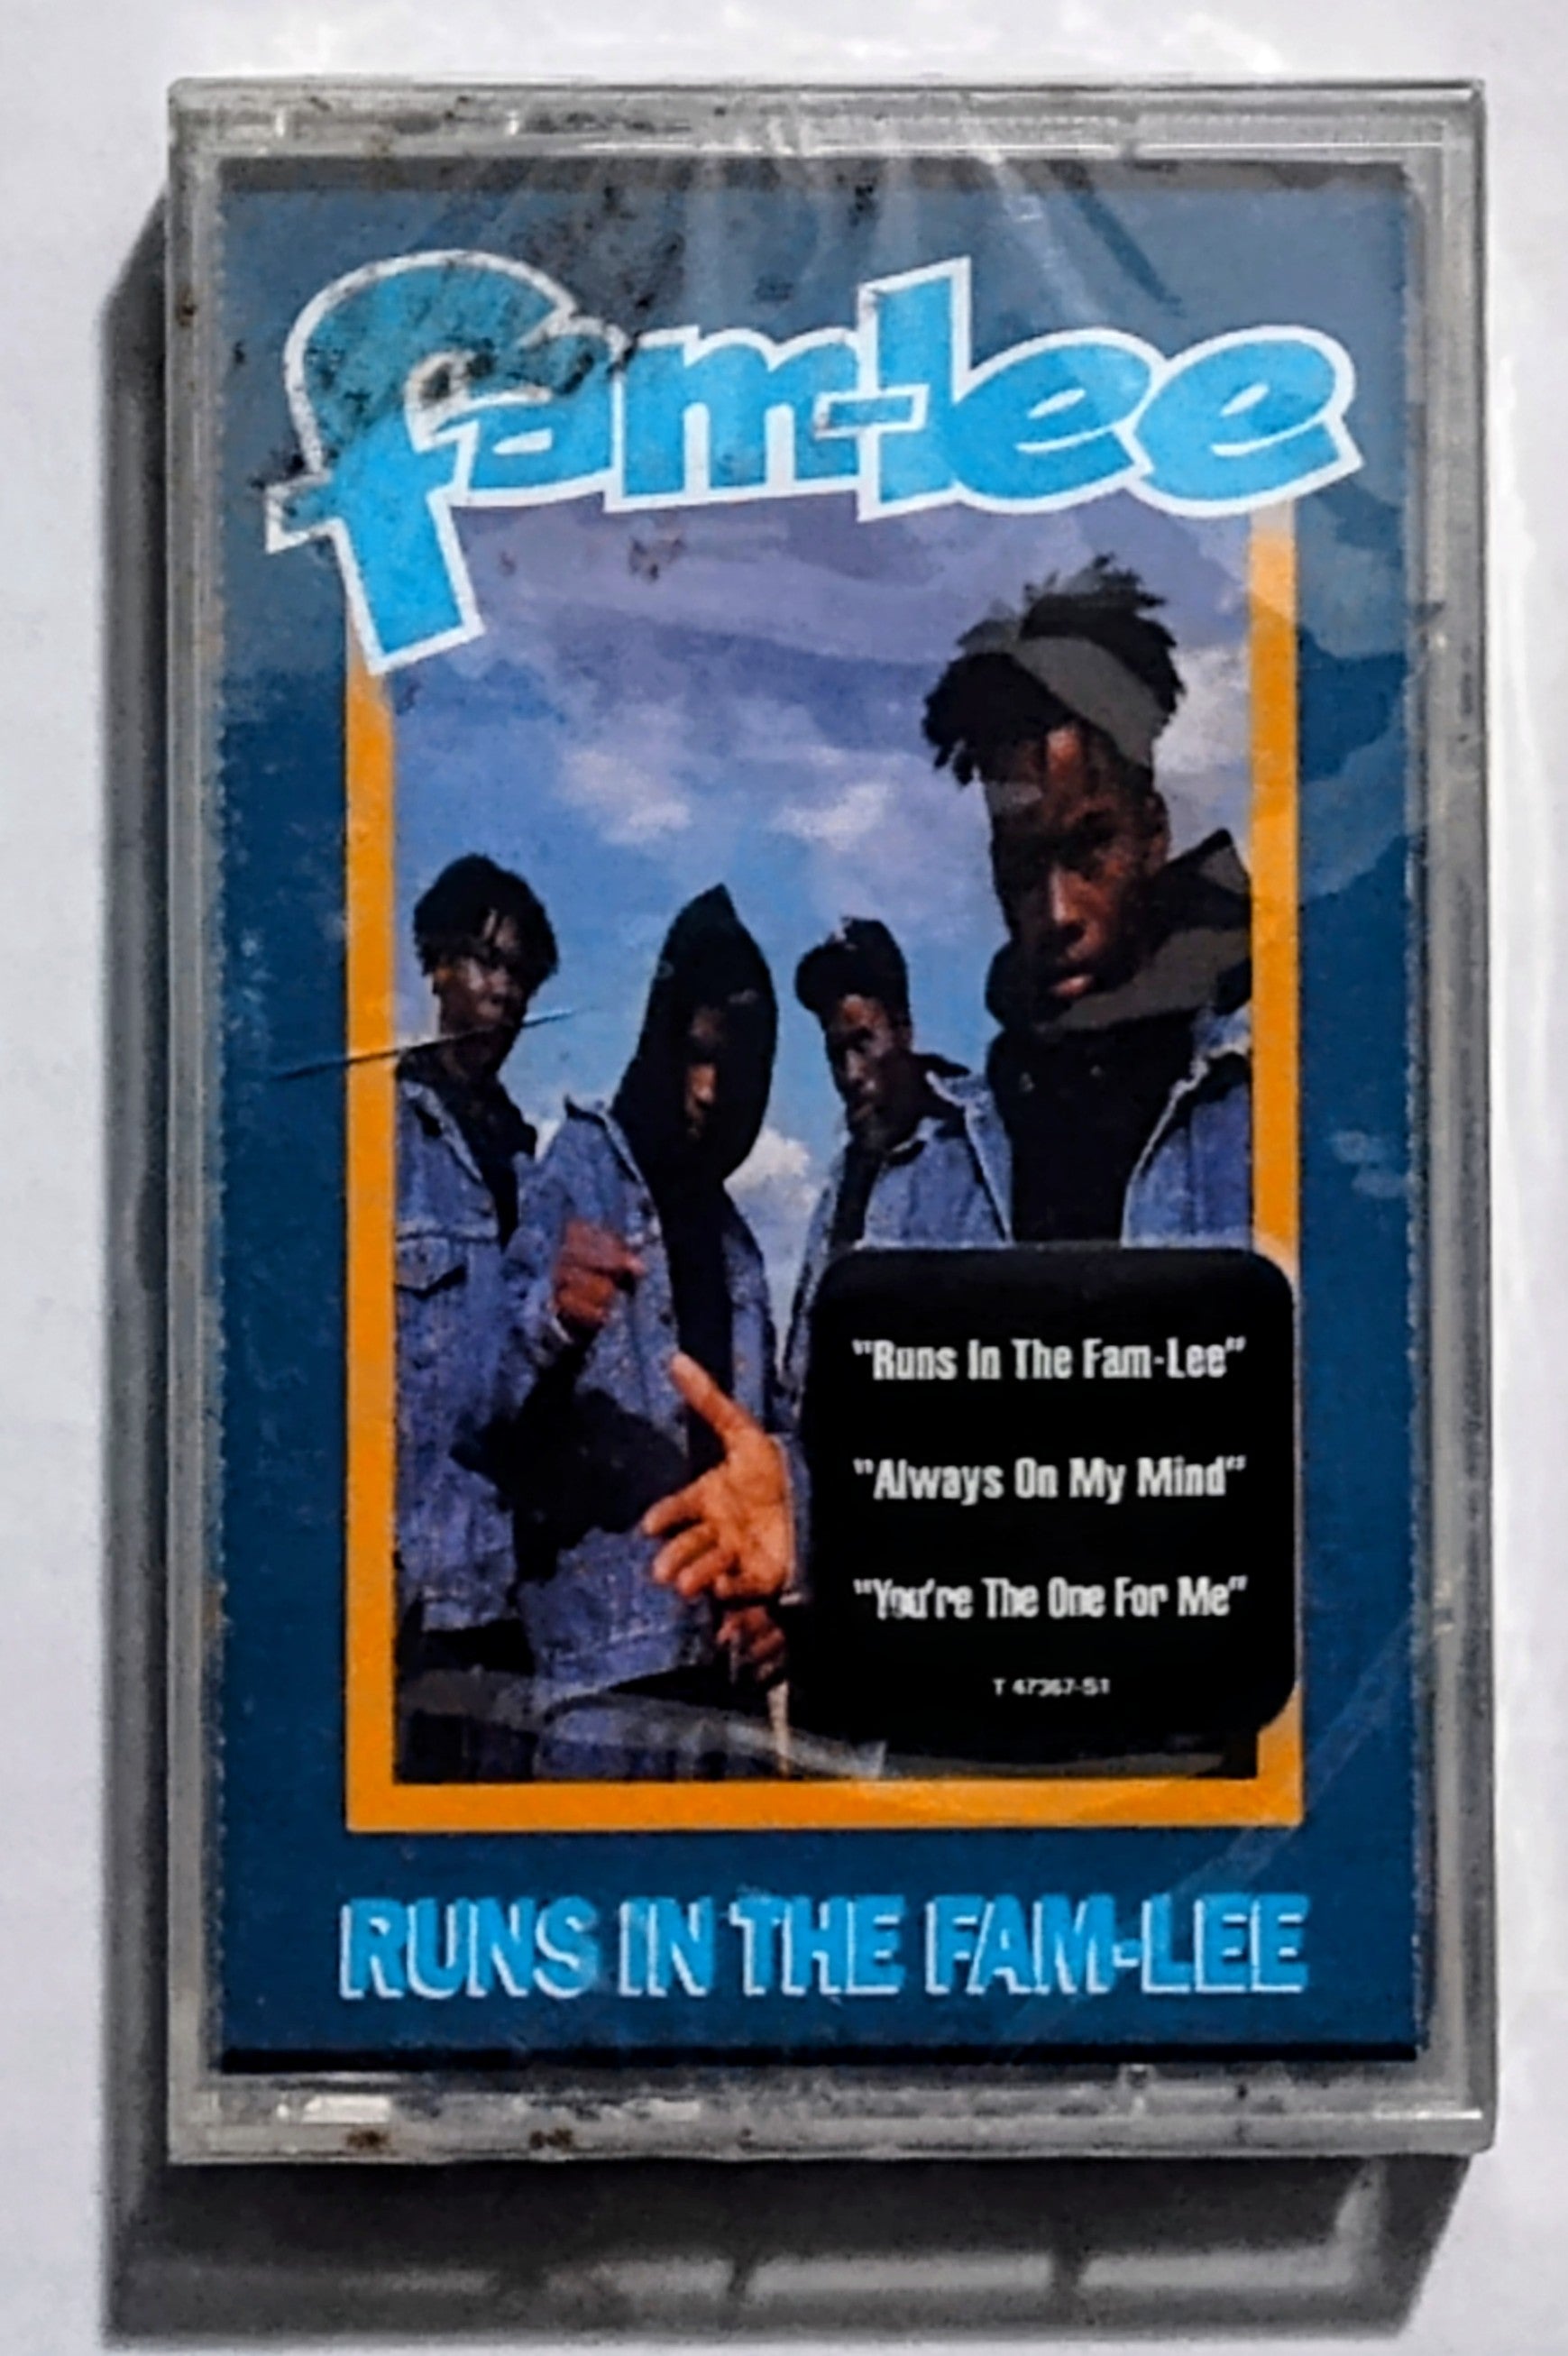 fam-lee
"Runs In The Fam-Lee"
"Always On My Mind"
"You're The One For Me"
T 47367-51
RUNS IN THE FAM-LEE